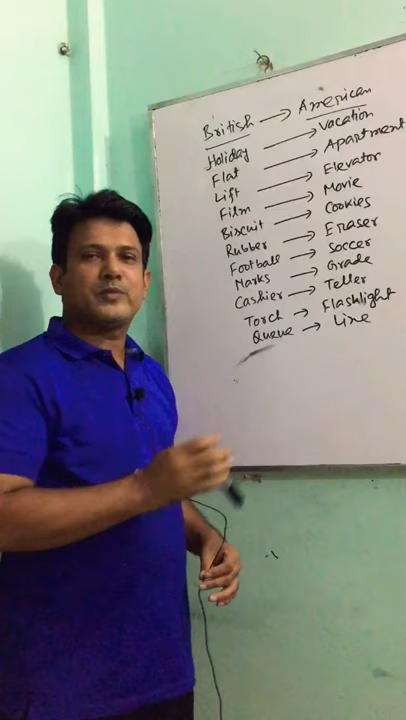 British → American
Holiday → Vacation
Flat → Apartment
Lift → Elevator
Film → Movie
Biscuit → Cookies
Rubber → Eraser
Football → Soccer
Marks → Grade
Cashier → Teller
Torch → Flashlight
Queue → Line